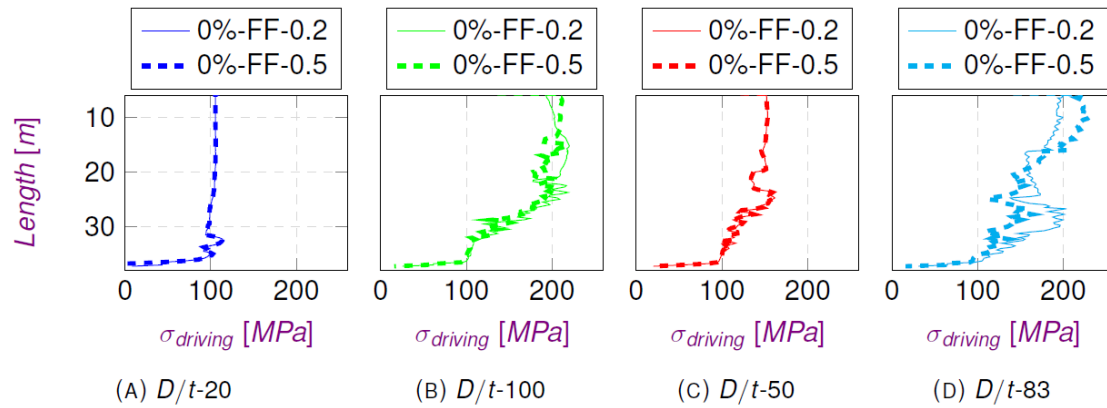 0%-FF-0.2
0%-FF-0.5
0%-FF-0.2
0%-FF-0.5
0%-FF-0.2
0%-FF-0.5
0%-FF-0.2
0%-FF-0.5
Length [m]
10
20
30
0 100 200
0 100 200
0 100 200
0 100 200
σdriving [MPa]
σdriving [MPa]
σdriving [MPa]
σdriving [MPa]
(A) D/t-20
(B) D/t-100
(C) D/t-50
(D) D/t-83